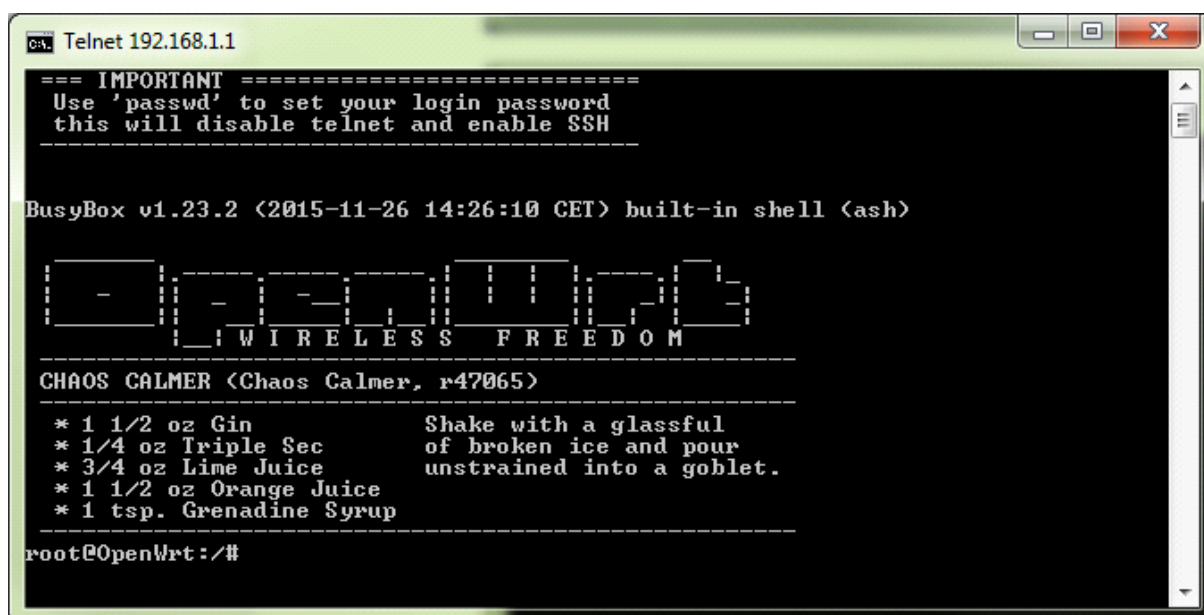 Telnet 192.168.1.1
=== IMPORTANT ============================
Use 'passwd' to set your login password
this will disable telnet and enable SSH
------------------------------------------
BusyBox v1.23.2 (2015-11-26 14:26:10 CET) built-in shell (ash)
OpenWrt
W I R E L E S S   F R E E D O M
-----------------------------------------------------
CHAOS CALMER (Chaos Calmer, r47065)
-----------------------------------------------------
* 1 1/2 oz Gin            Shake with a glassful
* 1/4 oz Triple Sec       of broken ice and pour
* 3/4 oz Lime Juice       unstrained into a goblet.
* 1 1/2 oz Orange Juice
* 1 tsp. Grenadine Syrup
-----------------------------------------------------
root@OpenWrt:/#